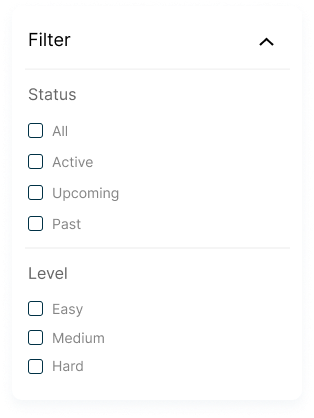 Filter
Status
All
Active
Upcoming
Past
Level
Easy
Medium
Hard